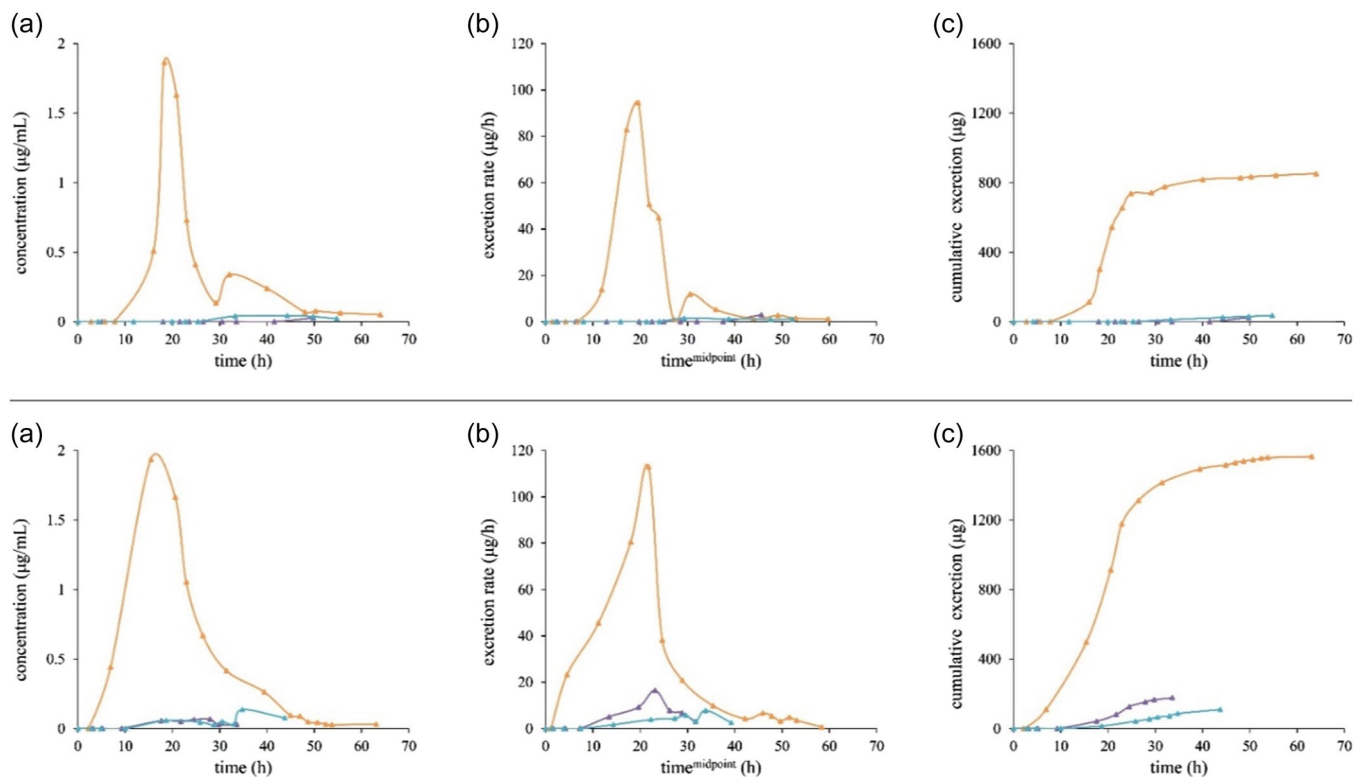 (a)
(b)
(c)
2
1.5
1
0.5
0
0 10 20 30 40 50 60 70
concentration (µg/mL)
time (h)
120
100
80
60
40
20
0
0 10 20 30 40 50 60 70
excretion rate (µg/h)
time^midpoint (h)
1600
1200
800
400
0
0 10 20 30 40 50 60 70
cumulative excretion (µg)
time (h)
(a)
(b)
(c)
2
1.5
1
0.5
0
0 10 20 30 40 50 60 70
concentration (µg/mL)
time (h)
120
100
80
60
40
20
0
0 10 20 30 40 50 60 70
excretion rate (µg/h)
time^midpoint (h)
1600
1200
800
400
0
0 10 20 30 40 50 60 70
cumulative excretion (µg)
time (h)